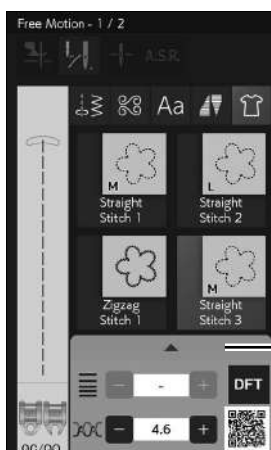 Free Motion - 1 / 2
A.S.R.
Aa
M
L
Straight
Stitch 1
Straight
Stitch 2
M
Zigzag
Stitch 1
Straight
Stitch 3
-
DFT
4.6